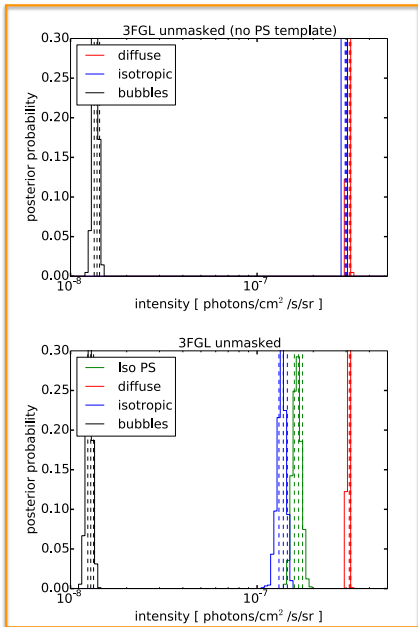 3FGL unmasked (no PS template)
0.30
0.25
0.20
0.15
0.10
0.05
0.00
posterior probability
diffuse
isotropic
bubbles
10⁻⁸
10⁻⁷
intensity [ photons/cm² /s/sr]
3FGL unmasked
0.30
0.25
0.20
0.15
0.10
0.05
0.00
posterior probability
Iso PS
diffuse
isotropic
bubbles
10⁻⁸
10⁻⁷
intensity [ photons/cm² /s/sr]